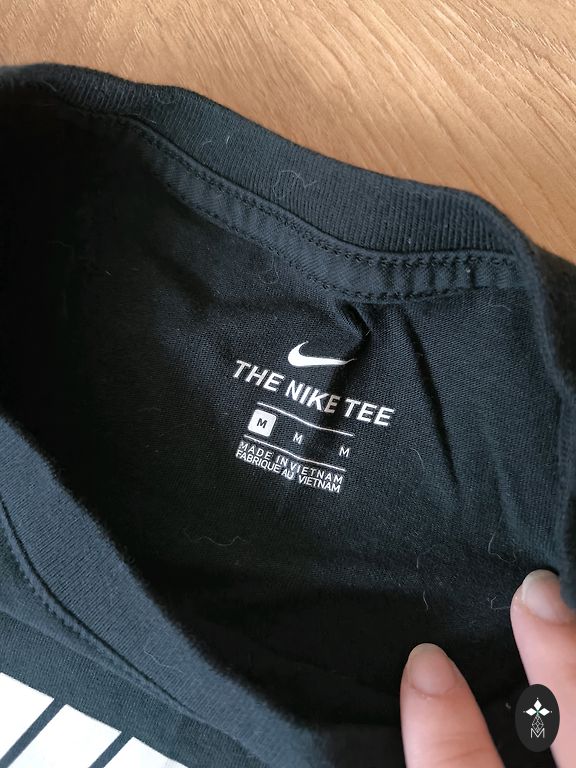 THE NIKE TEE
M M M
MADE IN VIETNAM
FABRIQUE AU VIETNAM